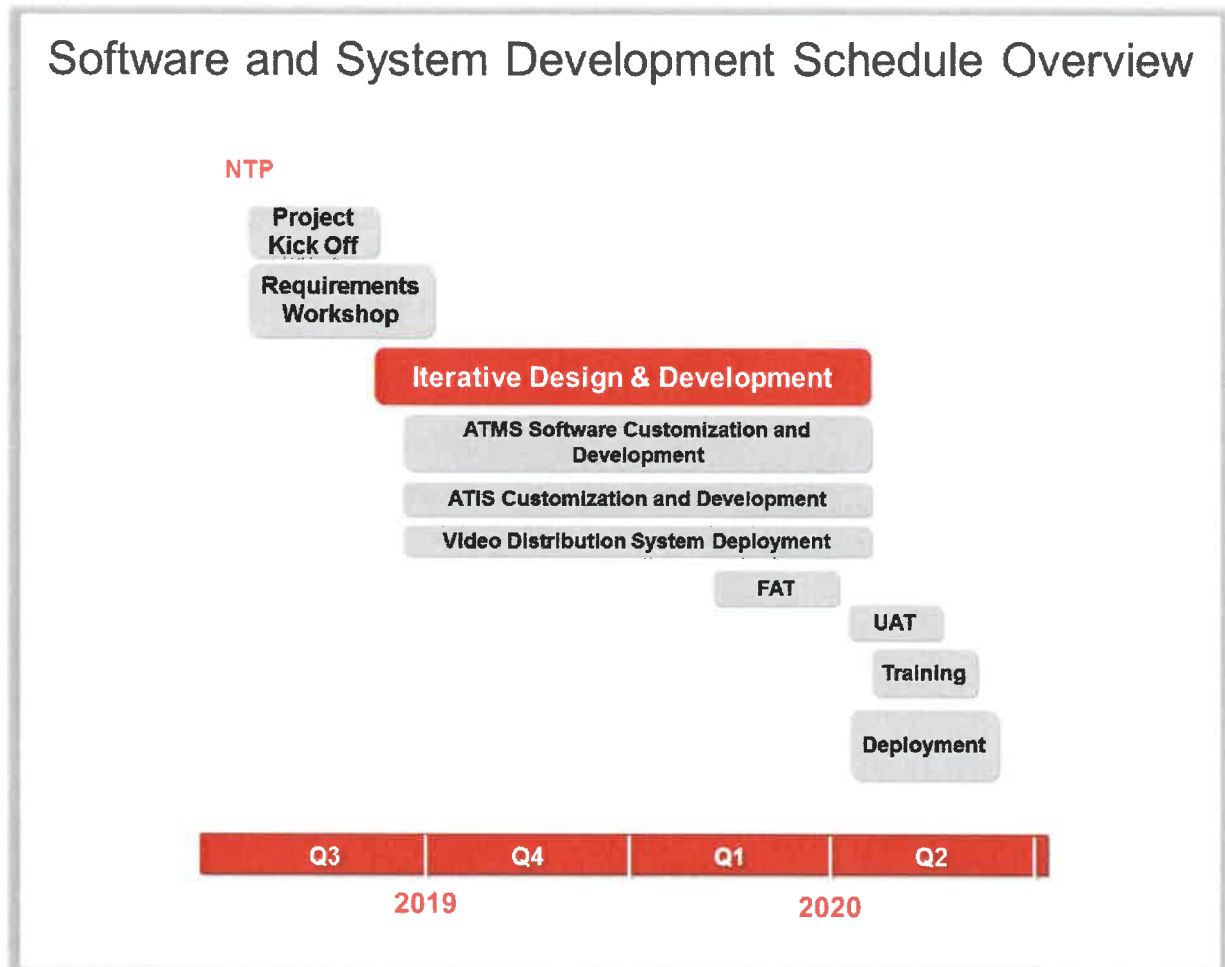 Software and System Development Schedule Overview
NTP
Project
Kick Off
Requirements
Workshop
Iterative Design & Development
ATMS Software Customization and
Development
ATIS Customization and Development
Video Distribution System Deployment
FAT
UAT
Training
Deployment
Q3
Q4
Q1
Q2
2019
2020